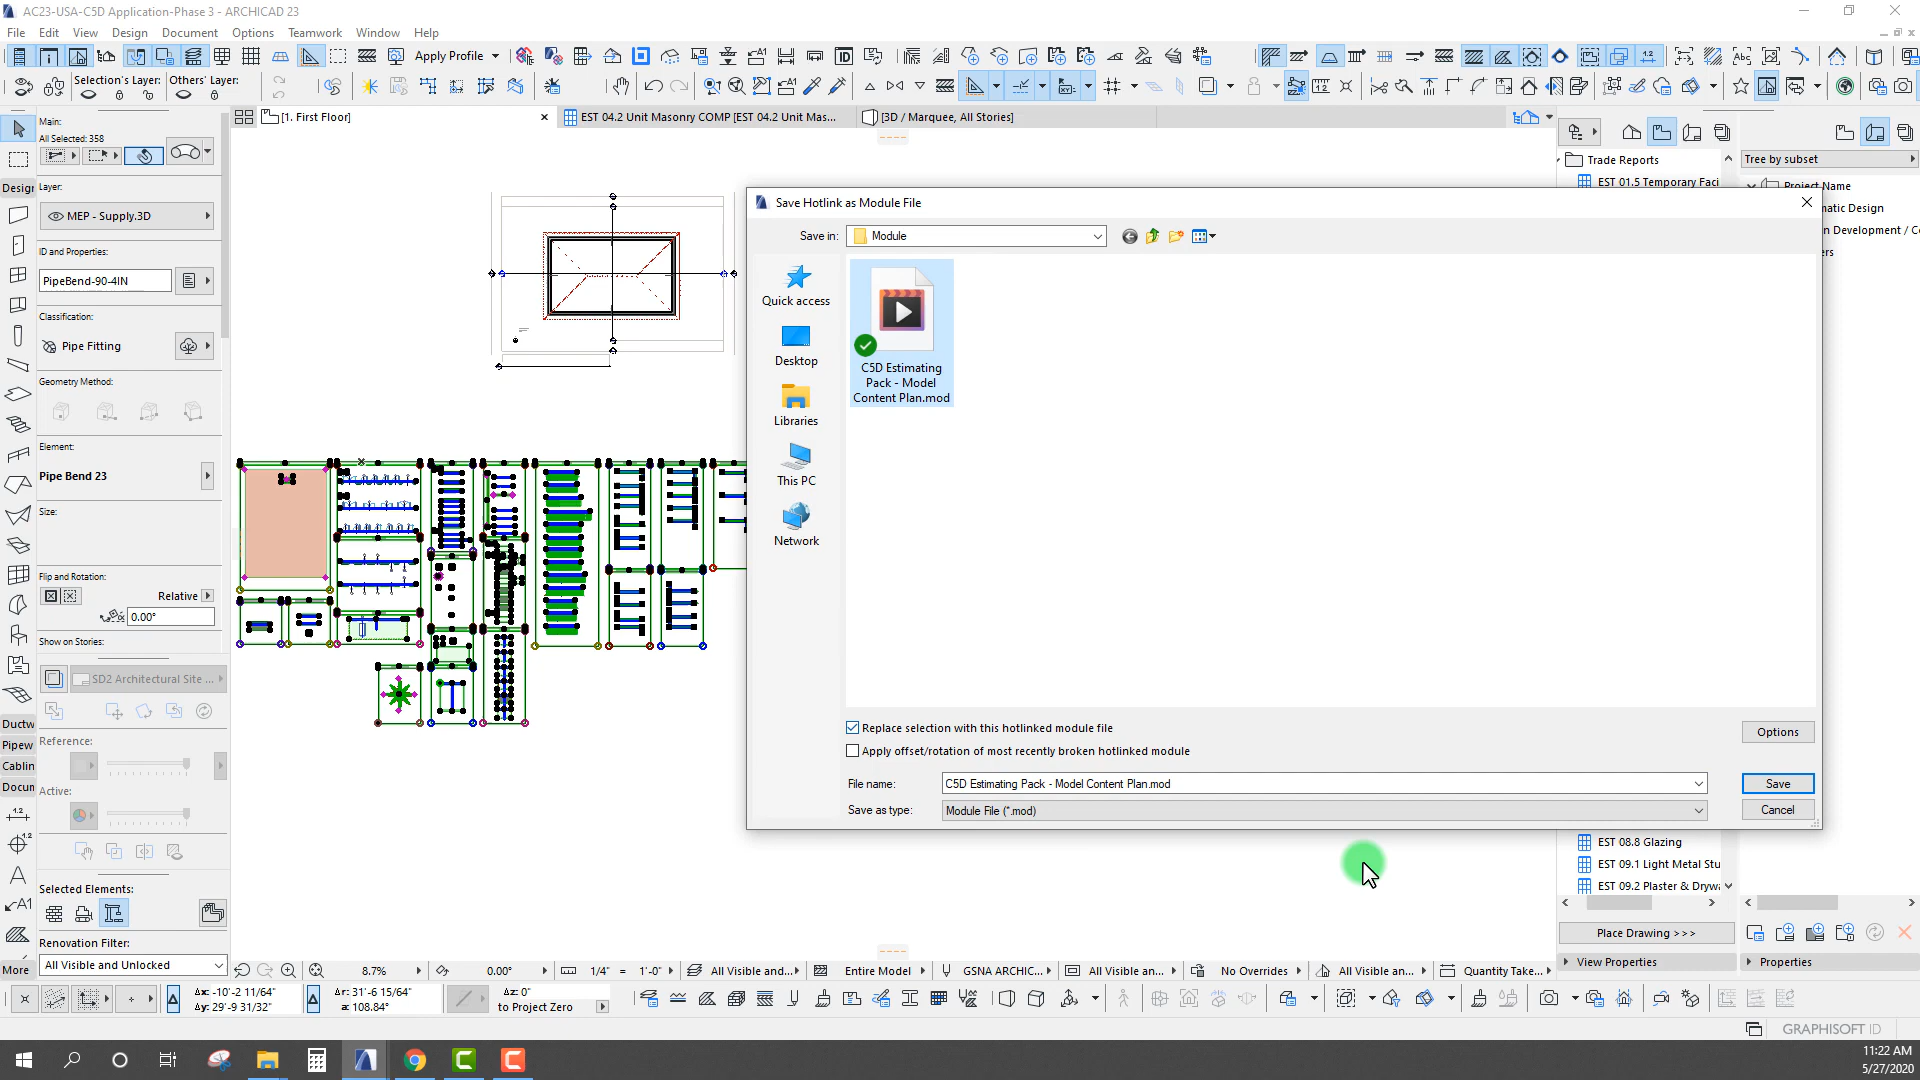 AC23-USA-C5D Application-Phase 3 - ARCHICAD 23
File Edit View Design Document Options Teamwork Window Help
Apply Profile
Selection's Layer: Others' Layer:
[1. First Floor]
EST 04.2 Unit Masonry COMP [EST 04.2 Unit Mas...
[3D / Marquee, All Stories]
Main:
All Selected: 358
Design
Layer:
MEP - Supply.3D
ID and Properties:
PipeBend-90-4IN
Classification:
Pipe Fitting
Geometry Method:
Element:
Pipe Bend 23
Size:
Flip and Rotation:
Relative
0.00°
Show on Stories:
SD2 Architectural Site ...
Ductw
Reference:
Pipew
Cablin
Docum
Active:
Selected Elements:
Renovation Filter:
All Visible and Unlocked
More
Save Hotlink as Module File
Save in:
Module
Quick access
Desktop
Libraries
This PC
Network
C5D Estimating
Pack - Model
Content Plan.mod
Replace selection with this hotlinked module file
Options
Apply offset/rotation of most recently broken hotlinked module
File name:
C5D Estimating Pack - Model Content Plan.mod
Save
Save as type:
Module File (*.mod)
Cancel
Trade Reports
EST 01.5 Temporary Faci
Tree by subset
Project Name
matic Design
n Development / Co
ers
EST 08.8 Glazing
EST 09.1 Light Metal Stu
EST 09.2 Plaster & Drywa
Place Drawing >>>
View Properties
Properties
8.7%
0.00°
1/4" = 1'-0"
All Visible and...
Entire Model
GSNA ARCHIC...
All Visible an...
No Overrides
All Visible an...
Quantity Take...
Δx: -10'-2 11/64"
Δy: 29'-9 31/32"
Δr: 31'-6 15/64"
a: 108.84°
Δz: 0"
to Project Zero
GRAPHISOFT ID
11:22 AM
5/27/2020